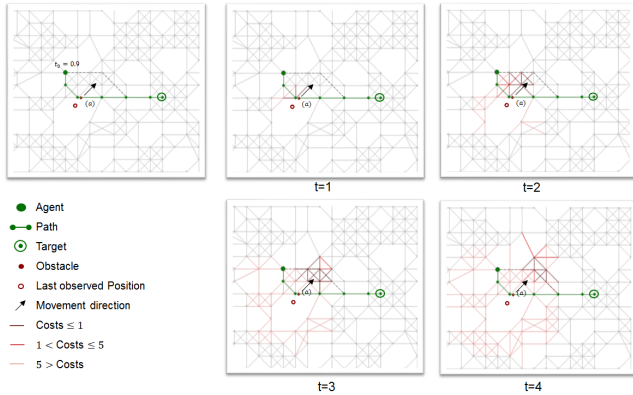 t₀ = 0.9
(a)
(a)
(a)
t=1
t=2
Agent
Path
Target
Obstacle
Last observed Position
Movement direction
Costs ≤ 1
1 < Costs ≤ 5
5 > Costs
(a)
(a)
t=3
t=4